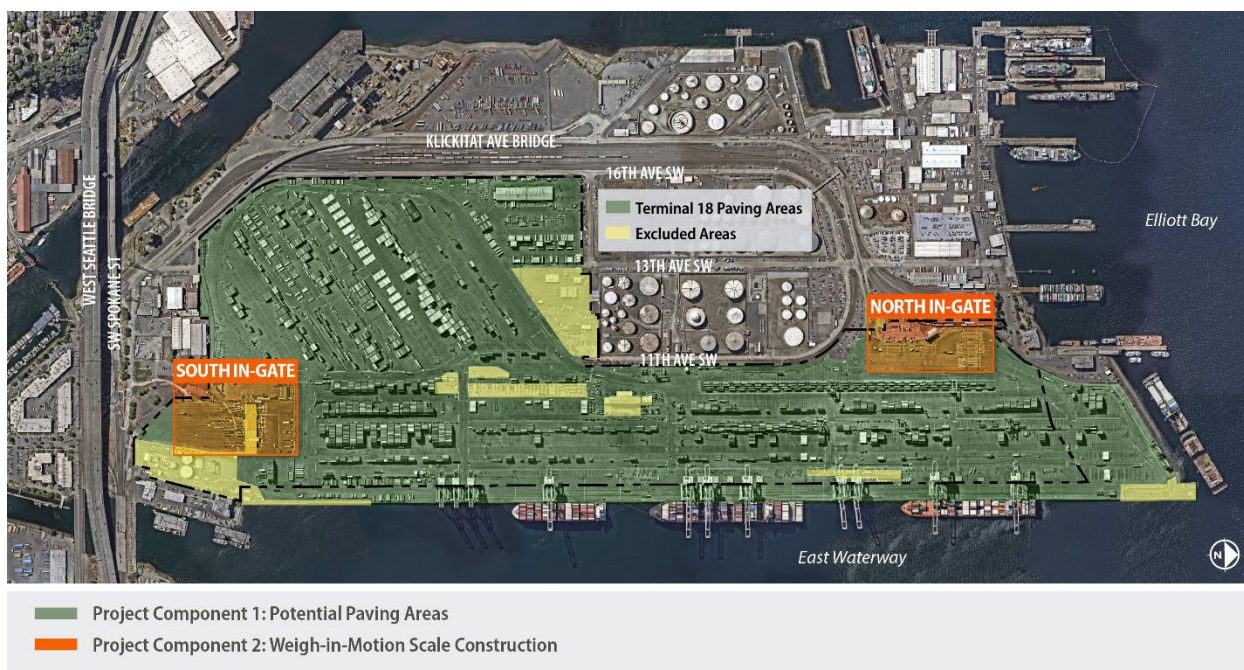 KLICKITAT AVE BRIDGE
16TH AVE SW
Terminal 18 Paving Areas
Excluded Areas
WEST SEATTLE BRIDGE
SW SPOKANE ST
Elliott Bay
13TH AVE SW
NORTH IN-GATE
11TH AVE SW
SOUTH IN-GATE
East Waterway
N
Project Component 1: Potential Paving Areas
Project Component 2: Weigh-in-Motion Scale Construction